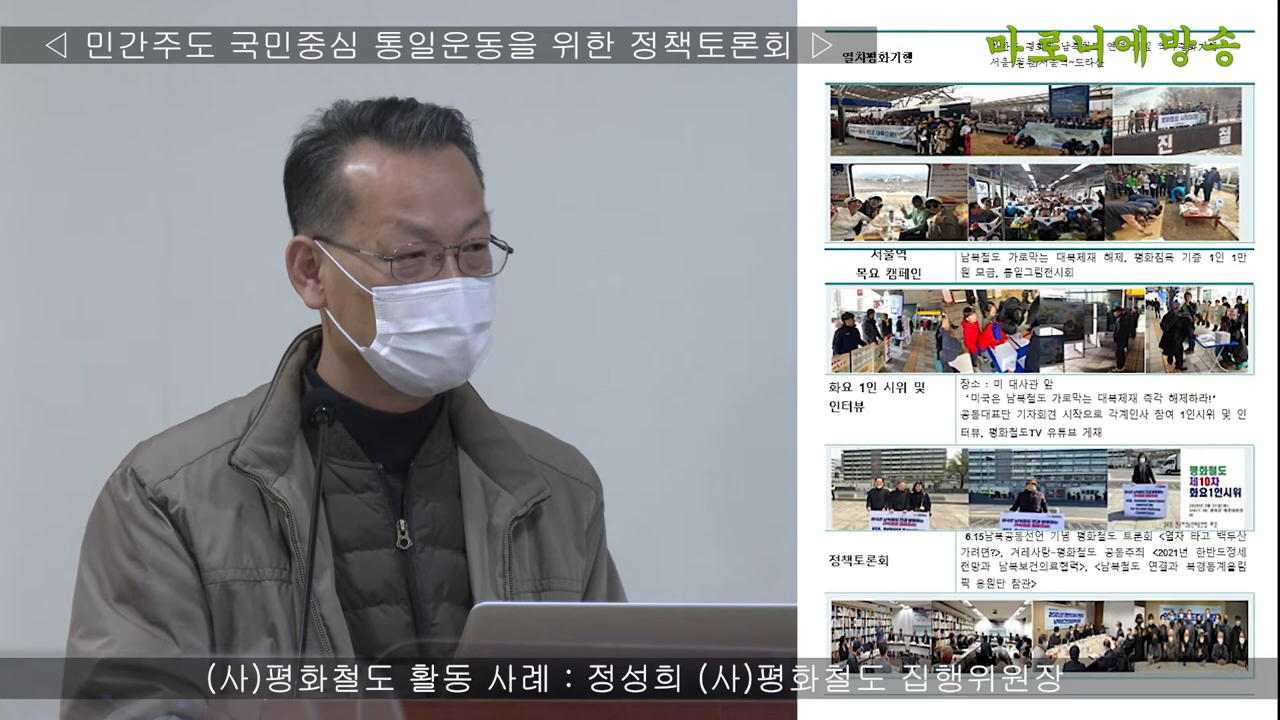 ◁ 민간주도 국민중심 통일운동을 위한 정책토론회 ▷
미로니에방송
열차평화기행
서울
도라산
진 철
서울역
목요 캠페인
남북철도 가로막는 대북제재 해제, 평화침목 기증 1인 1만
원 모금, 통일그림전시회
화요 1인 시위 및
인터뷰
장소 : 미 대사관 앞
'미국은 남북철도 가로막는 대북제재 즉각 해제하라!'
공동대표단 기자회견 시작으로 각계인사 참여 1인시위 및 인
터뷰, 평화철도TV 유튜브 게재
평화철도
제10차
화요1인시위
정책토론회
6.15남북공동선언 기념 평화철도 토론회 <열차 타고 백두산
가려면?>, 겨레사랑-평화철도 공동주최 <2021년 한반도정세
전망과 남북보건의료협력>, <남북철도 연결과 북경동계올림
픽 응원단 참관>
(사)평화철도 활동 사례 : 정성희 (사)평화철도 집행위원장